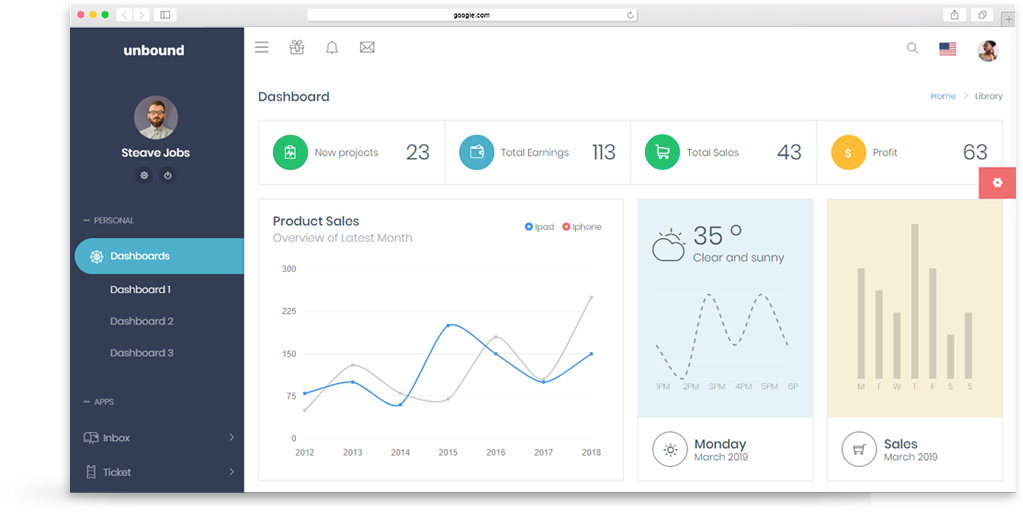 google.com
unbound
Steave Jobs
PERSONAL
Dashboards
Dashboard 1
Dashboard 2
Dashboard 3
APPS
Inbox
Ticket
Dashboard
Home > Library
New projects 23
Total Earnings 113
Total Sales 43
$ Profit 63
Product Sales
Overview of Latest Month
Ipad Iphone
300
225
150
75
0
2012 2013 2014 2015 2016 2017 2018
35 °
Clear and sunny
1PM 2PM 3PM 4PM 5PM 6P
Monday
March 2019
M T W T F S S
Sales
March 2019